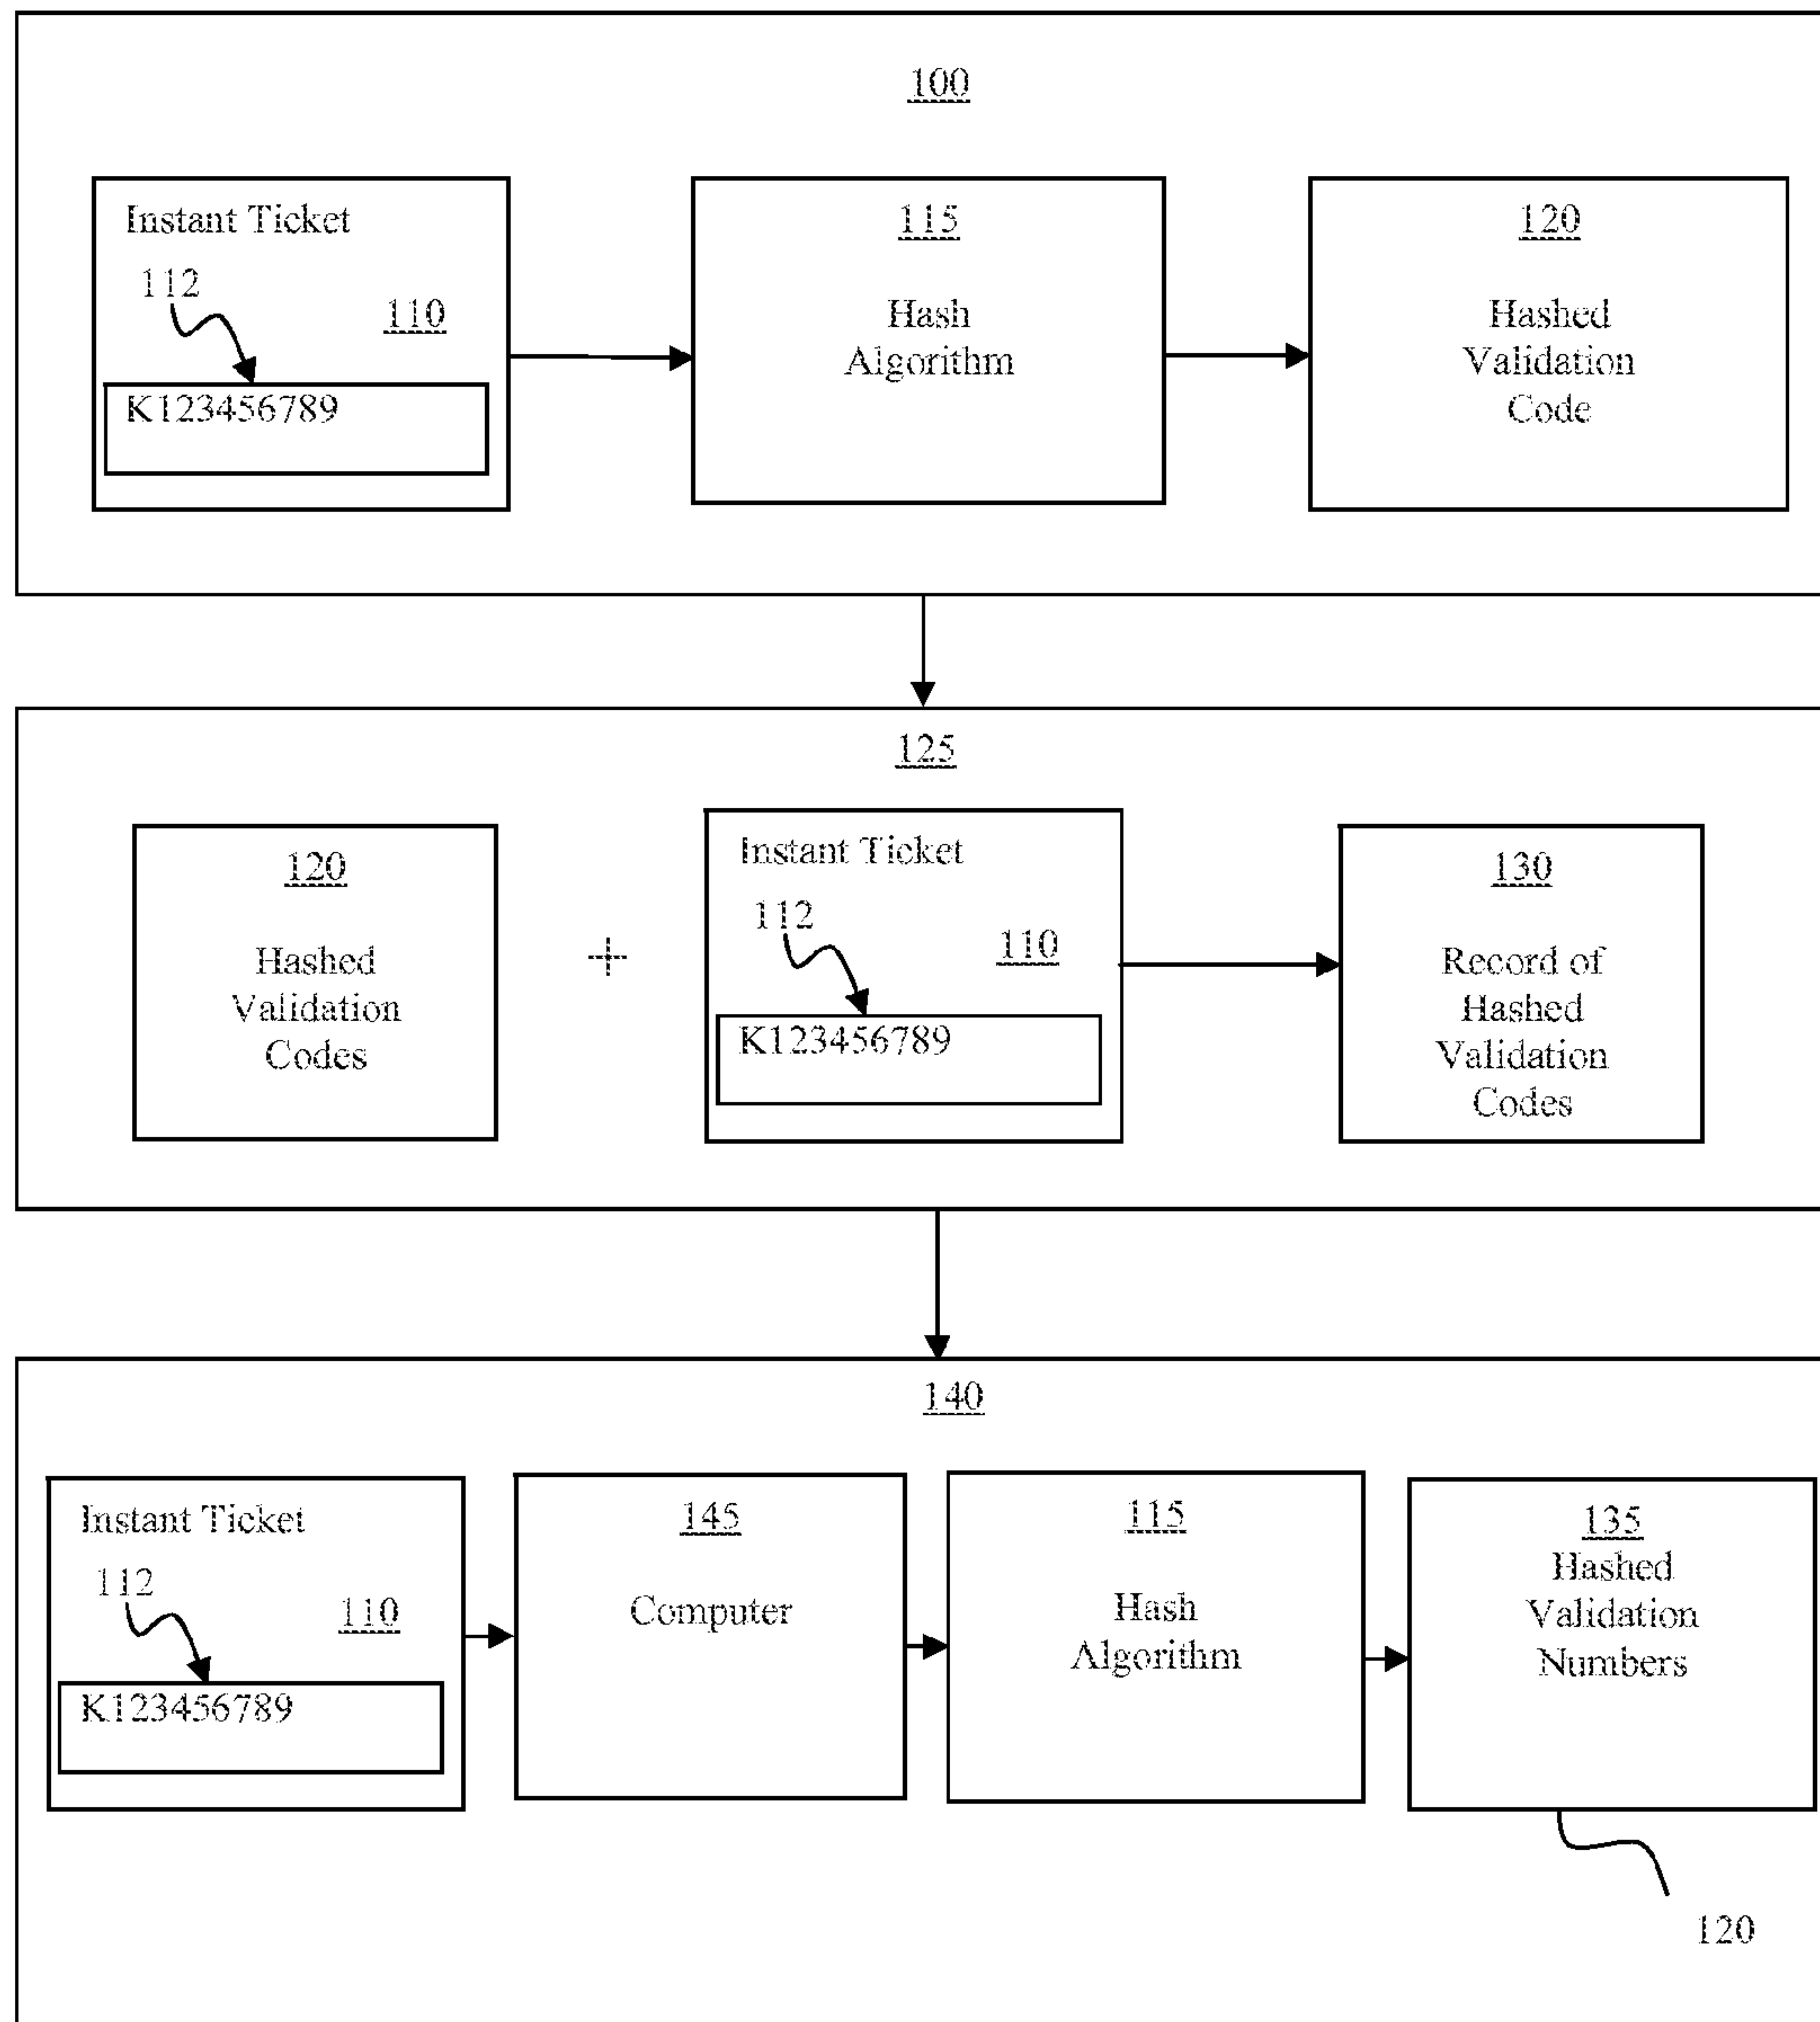 100
Instant Ticket
112
110
K123456789
115
Hash
Algorithm
120
Hashed
Validation
Code
125
120
Hashed
Validation
Codes
+
Instant Ticket
112
110
K123456789
130
Record of
Hashed
Validation
Codes
140
Instant Ticket
112
110
K123456789
145
Computer
115
Hash
Algorithm
135
Hashed
Validation
Numbers
120